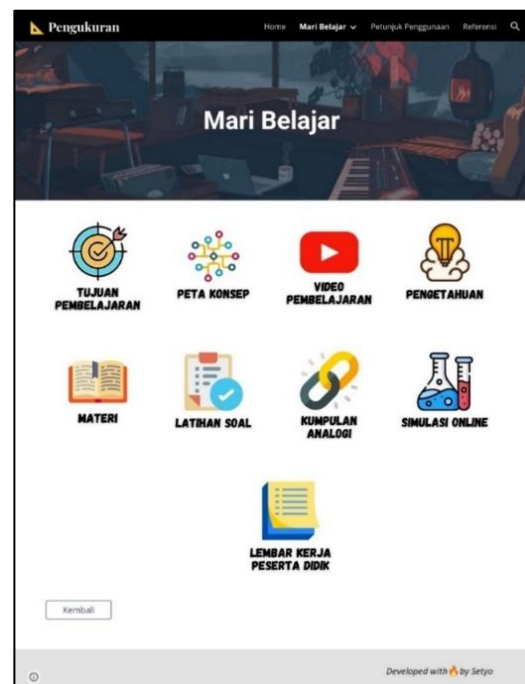 Pengukuran
Home Mari Belajar Petunjuk Penggunaan Referensi
Mari Belajar
TUJUAN
PEMBELAJARAN
PETA KONSEP
VIDEO
PEMBELAJARAN
PENGETAHUAN
MATERI
LATIHAN SOAL
KUMPULAN
ANALOGI
SIMULASI ONLINE
LEMBAR KERJA
PESERTA DIDIK
Kembali
Developed with🔥by Setyo